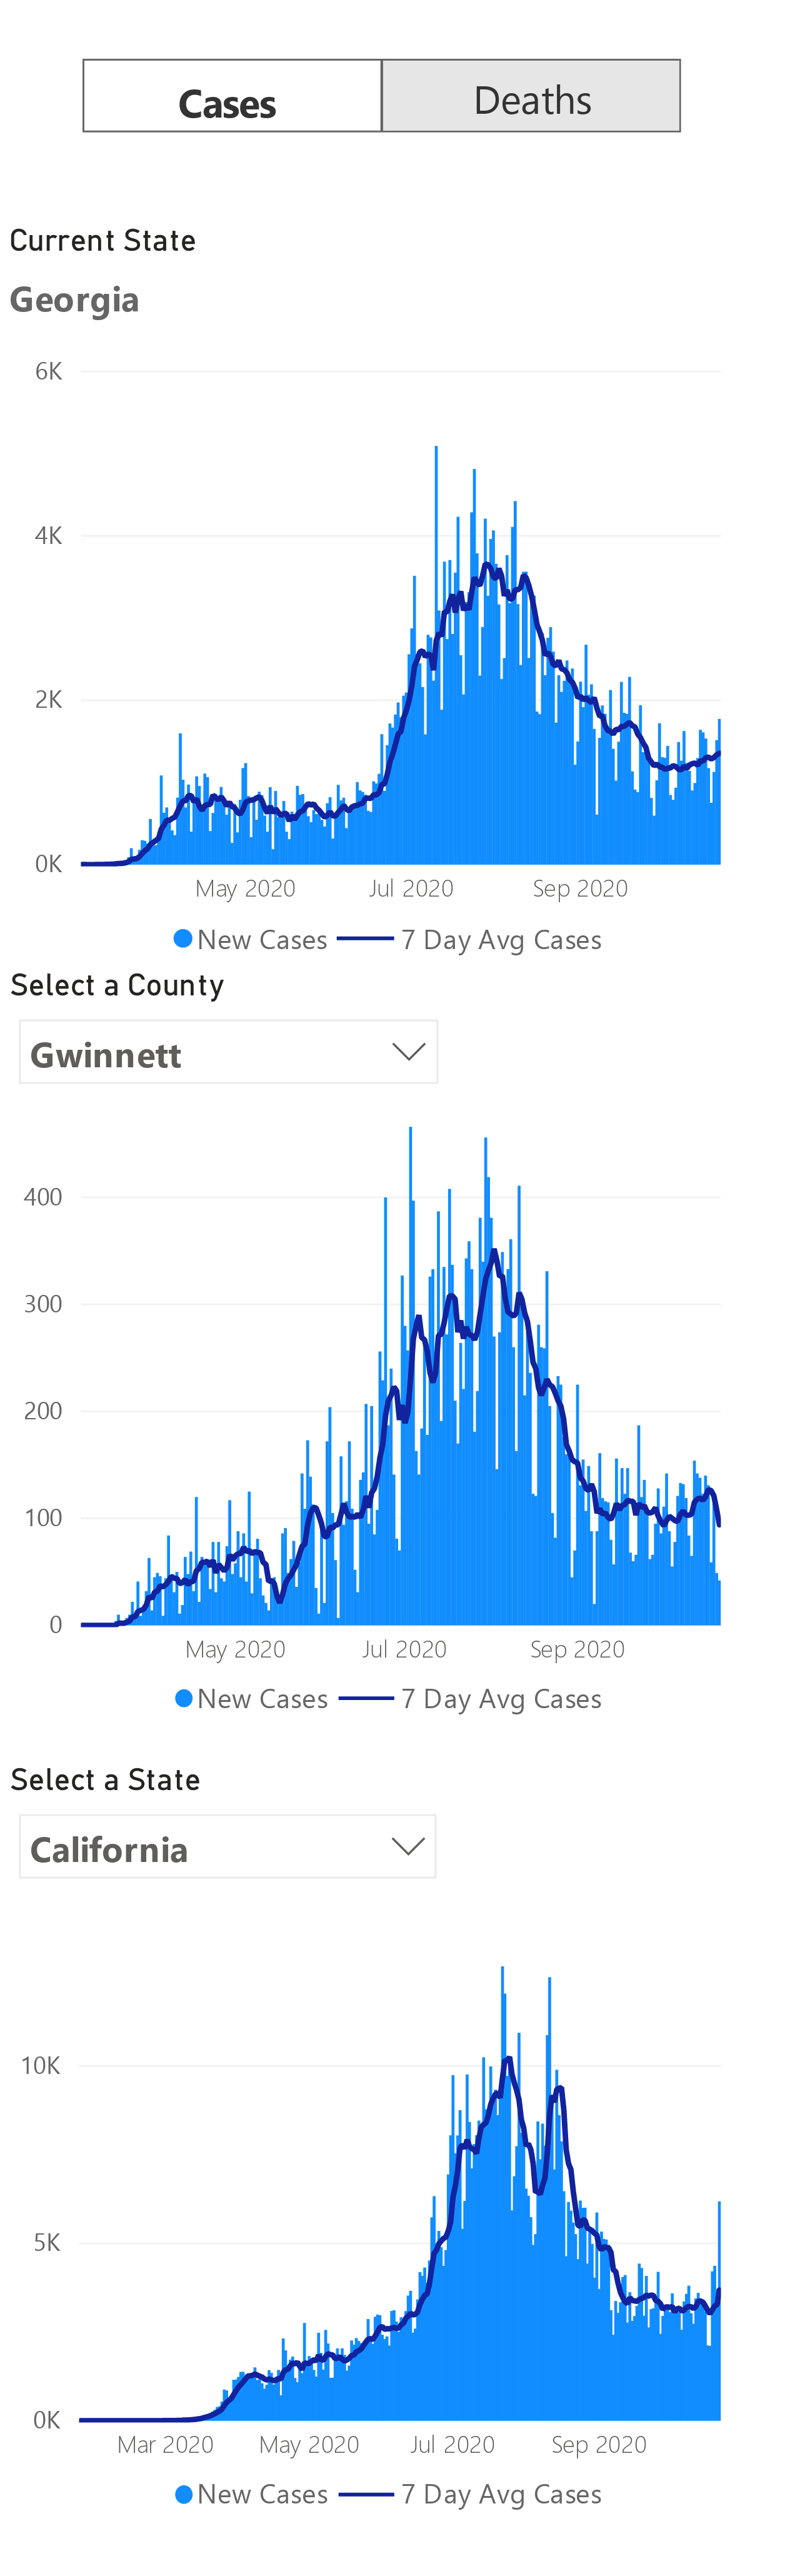 Cases Deaths
Current State
Georgia
6K
4K
2K
0K
May 2020 Jul 2020 Sep 2020
New Cases 7 Day Avg Cases
Select a County
Gwinnett
400
300
200
100
0
May 2020 Jul 2020 Sep 2020
New Cases 7 Day Avg Cases
Select a State
California
10K
5K
0K
Mar 2020 May 2020 Jul 2020 Sep 2020
New Cases 7 Day Avg Cases